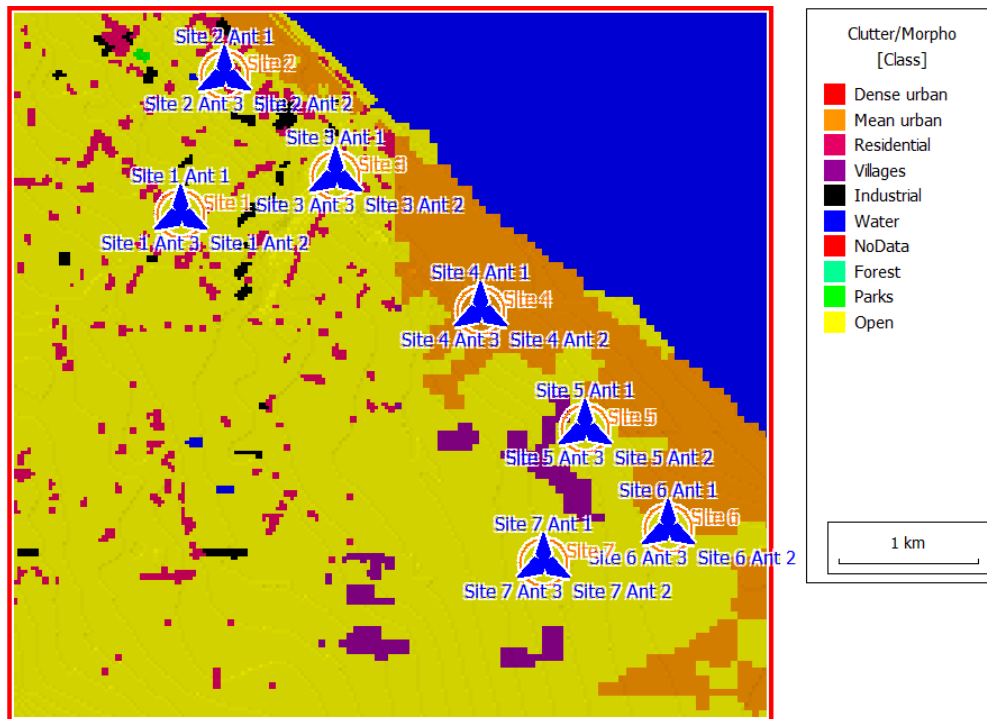 Site 2 Ant 1
Site 2
Site 2 Ant 3 Site 2 Ant 2
Site 3 Ant 1
Site 3
Site 3 Ant 3 Site 3 Ant 2
Site 1 Ant 1
Site 1
Site 1 Ant 3 Site 1 Ant 2
Site 4 Ant 1
Site 4
Site 4 Ant 3 Site 4 Ant 2
Site 5 Ant 1
Site 5
Site 5 Ant 3 Site 5 Ant 2
Site 6 Ant 1
Site 6
Site 6 Ant 3 Site 6 Ant 2
Site 7 Ant 1
Site 7
Site 7 Ant 3 Site 7 Ant 2
Clutter/Morpho
[Class]
Dense urban
Mean urban
Residential
Villages
Industrial
Water
NoData
Forest
Parks
Open
1 km